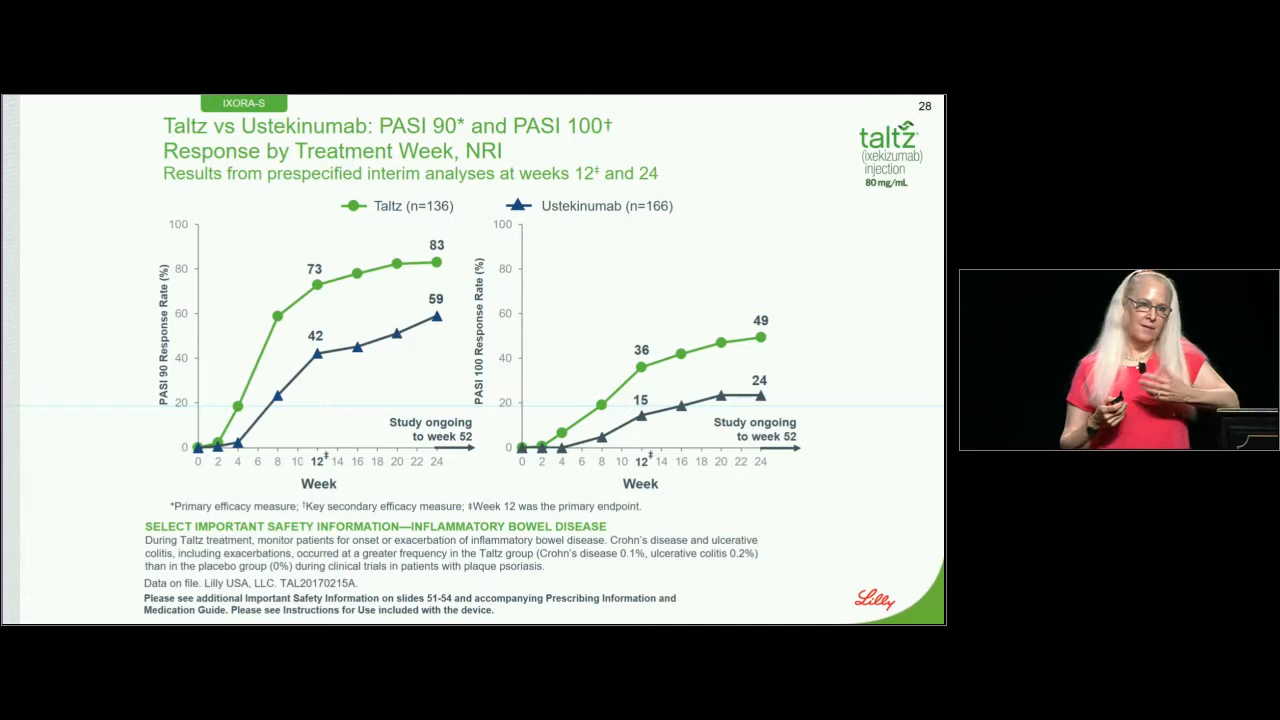 IXORA-S
28
Taltz vs Ustekinumab: PASI 90* and PASI 100†
Response by Treatment Week, NRI
Results from prespecified interim analyses at weeks 12‡ and 24
taltz®
(ixekizumab)
injection
80 mg/mL
Taltz (n=136)
Ustekinumab (n=166)
PASI 90 Response Rate (%)
100
80
60
40
20
0
73
83
42
59
Study ongoing
to week 52
0 2 4 6 8 10 12‡ 14 16 18 20 22 24
Week
PASI 100 Response Rate (%)
100
80
60
40
20
0
36
49
15
24
Study ongoing
to week 52
0 2 4 6 8 10 12‡ 14 16 18 20 22 24
Week
*Primary efficacy measure; †Key secondary efficacy measure; ‡Week 12 was the primary endpoint.
SELECT IMPORTANT SAFETY INFORMATION—INFLAMMATORY BOWEL DISEASE
During Taltz treatment, monitor patients for onset or exacerbation of inflammatory bowel disease. Crohn's disease and ulcerative
colitis, including exacerbations, occurred at a greater frequency in the Taltz group (Crohn's disease 0.1%, ulcerative colitis 0.2%)
than in the placebo group (0%) during clinical trials in patients with plaque psoriasis.
Data on file. Lilly USA, LLC. TAL20170215A.
Please see additional Important Safety Information on slides 51-54 and accompanying Prescribing Information and
Medication Guide. Please see Instructions for Use included with the device.
Lilly